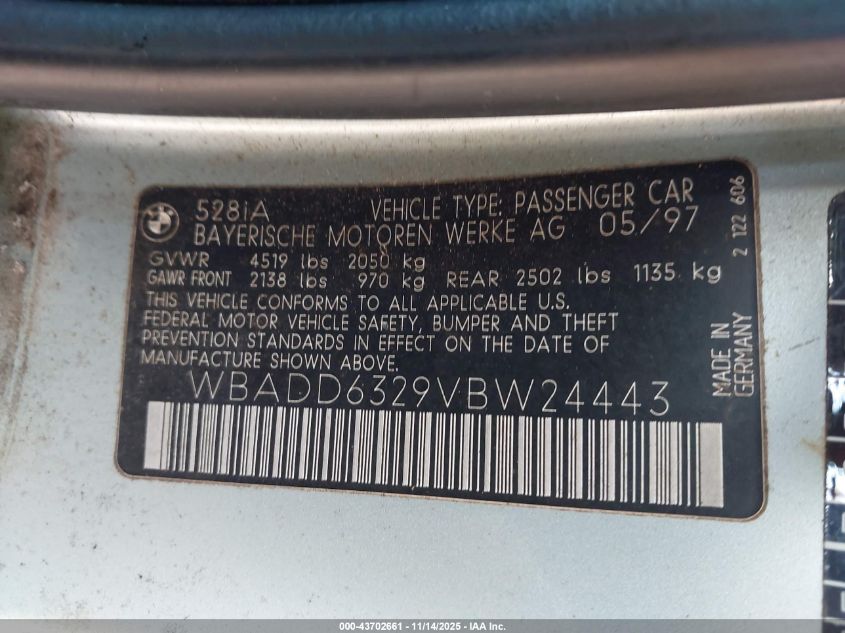 528iA VEHICLE TYPE: PASSENGER CAR
BAYERISCHE MOTOREN WERKE AG 05/97
GVWR 4519 lbs 2050 kg
GAWR FRONT 2138 lbs 970 kg REAR 2502 lbs 1135 kg
THIS VEHICLE CONFORMS TO ALL APPLICABLE U.S.
FEDERAL MOTOR VEHICLE SAFETY, BUMPER AND THEFT
PREVENTION STANDARDS IN EFFECT ON THE DATE OF
MANUFACTURE SHOWN ABOVE.
WBADD6329VBW24443
2 122 606
MADE IN
GERMANY
000-43702661 - 11/14/2025 - IAA Inc.